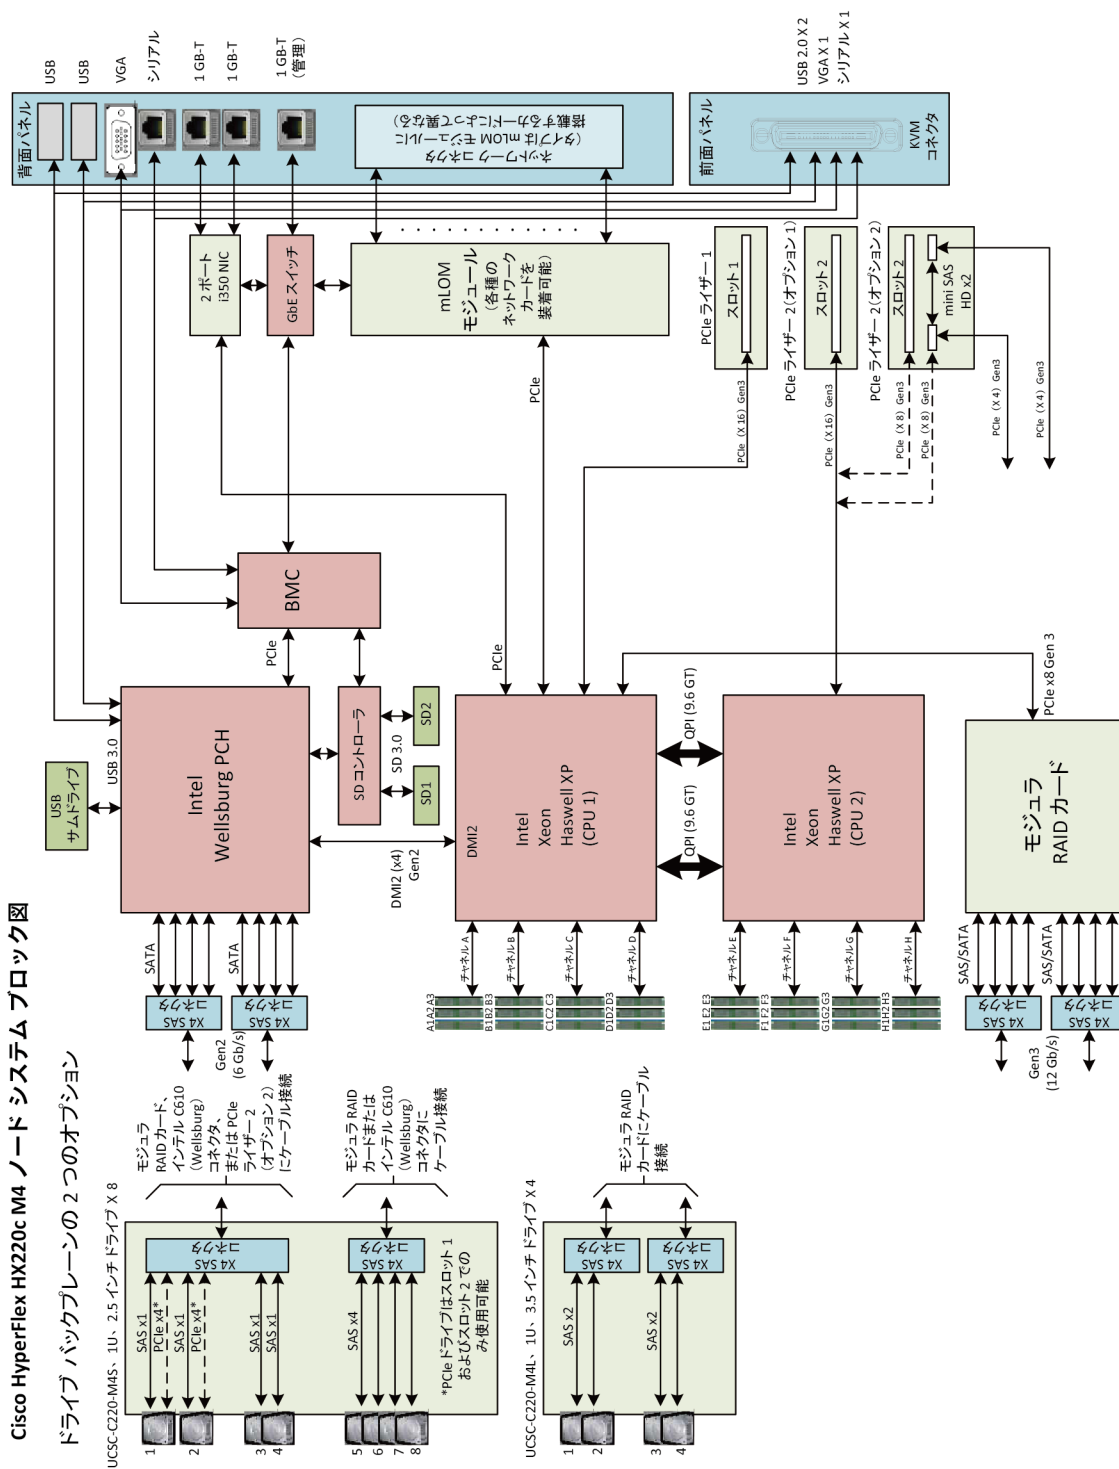 Cisco HyperFlex HX220c M4 ノード システム ブロック図
ドライブ バックプレーンの 2 つのオプション
UCSC-C220-M4S、1U、2.5 インチ ドライブ X 8
1
2
3
4
SAS x1
PCIe x4*
SAS x1
PCIe x4*
SAS x1
SAS x1
X4 SAS
コネクタ
X4 SAS
コネクタ
モジュラ
RAID カード、
インテル C610
（Wellsburg）
コネクタ、
または PCIe
ライザー 2
（オプション 2）
にケーブル接続
5
6
7
8
SAS x4
X4 SAS
コネクタ
モジュラ RAID
カードまたは
インテル C610
（Wellsburg）
コネクタに
ケーブル接続
*PCIe ドライブはスロット 1
およびスロット 2 での
み使用可能
UCSC-C220-M4L、1U、3.5 インチ ドライブ X 4
1
2
3
4
SAS x2
SAS x2
X4 SAS
コネクタ
X4 SAS
コネクタ
モジュラ RAID
カードにケーブル
接続
X4 SAS
コネクタ
X4 SAS
コネクタ
Gen2
(6 Gb/s)
SATA
SATA
USB
サムドライブ
USB 3.0
Intel
Wellsburg PCH
PCIe
BMC
SD コントローラ
SD 3.0
SD1
SD2
DMI2 (x4)
Gen2
DMI2
Intel
Xeon
Haswell XP
(CPU 1)
A1A2A3
B1B2B3
C1C2C3
D1D2D3
チャネル A
チャネル B
チャネル C
チャネル D
QPI (9.6 GT)
QPI (9.6 GT)
Intel
Xeon
Haswell XP
(CPU 2)
E1E2E3
F1 F2 F3
G1G2G3
H1H2H3
チャネル E
チャネル F
チャネル G
チャネル H
X4 SAS
コネクタ
X4 SAS
コネクタ
Gen3
(12 Gb/s)
SAS/SATA
SAS/SATA
モジュラ
RAID カード
PCIe x8 Gen 3
PCIe
PCIe
2 ポート
i350 NIC
GbE スイッチ
mLOM
モジュール
（各種の
ネットワーク
カードを
装着可能）
PCIe ライザー 1
スロット 1
PCIe （X 16） Gen3
PCIe ライザー 2（オプション 1）
スロット 2
PCIe （X 16） Gen3
PCIe ライザー 2（オプション 2）
スロット 2
mini SAS
HD x2
PCIe （X 8） Gen3
PCIe （X 8） Gen3
PCIe （X 4） Gen3
PCIe （X 4） Gen3
背面パネル
USB
USB
VGA
シリアル
1 GB-T
1 GB-T
1 GB-T
（管理）
ネットワーク コネクタ
（タイプは mLOM モジュールに
搭載するカードによって異なる）
前面パネル
KVM
コネクタ
USB 2.0 X 2
VGA X 1
シリアル X 1